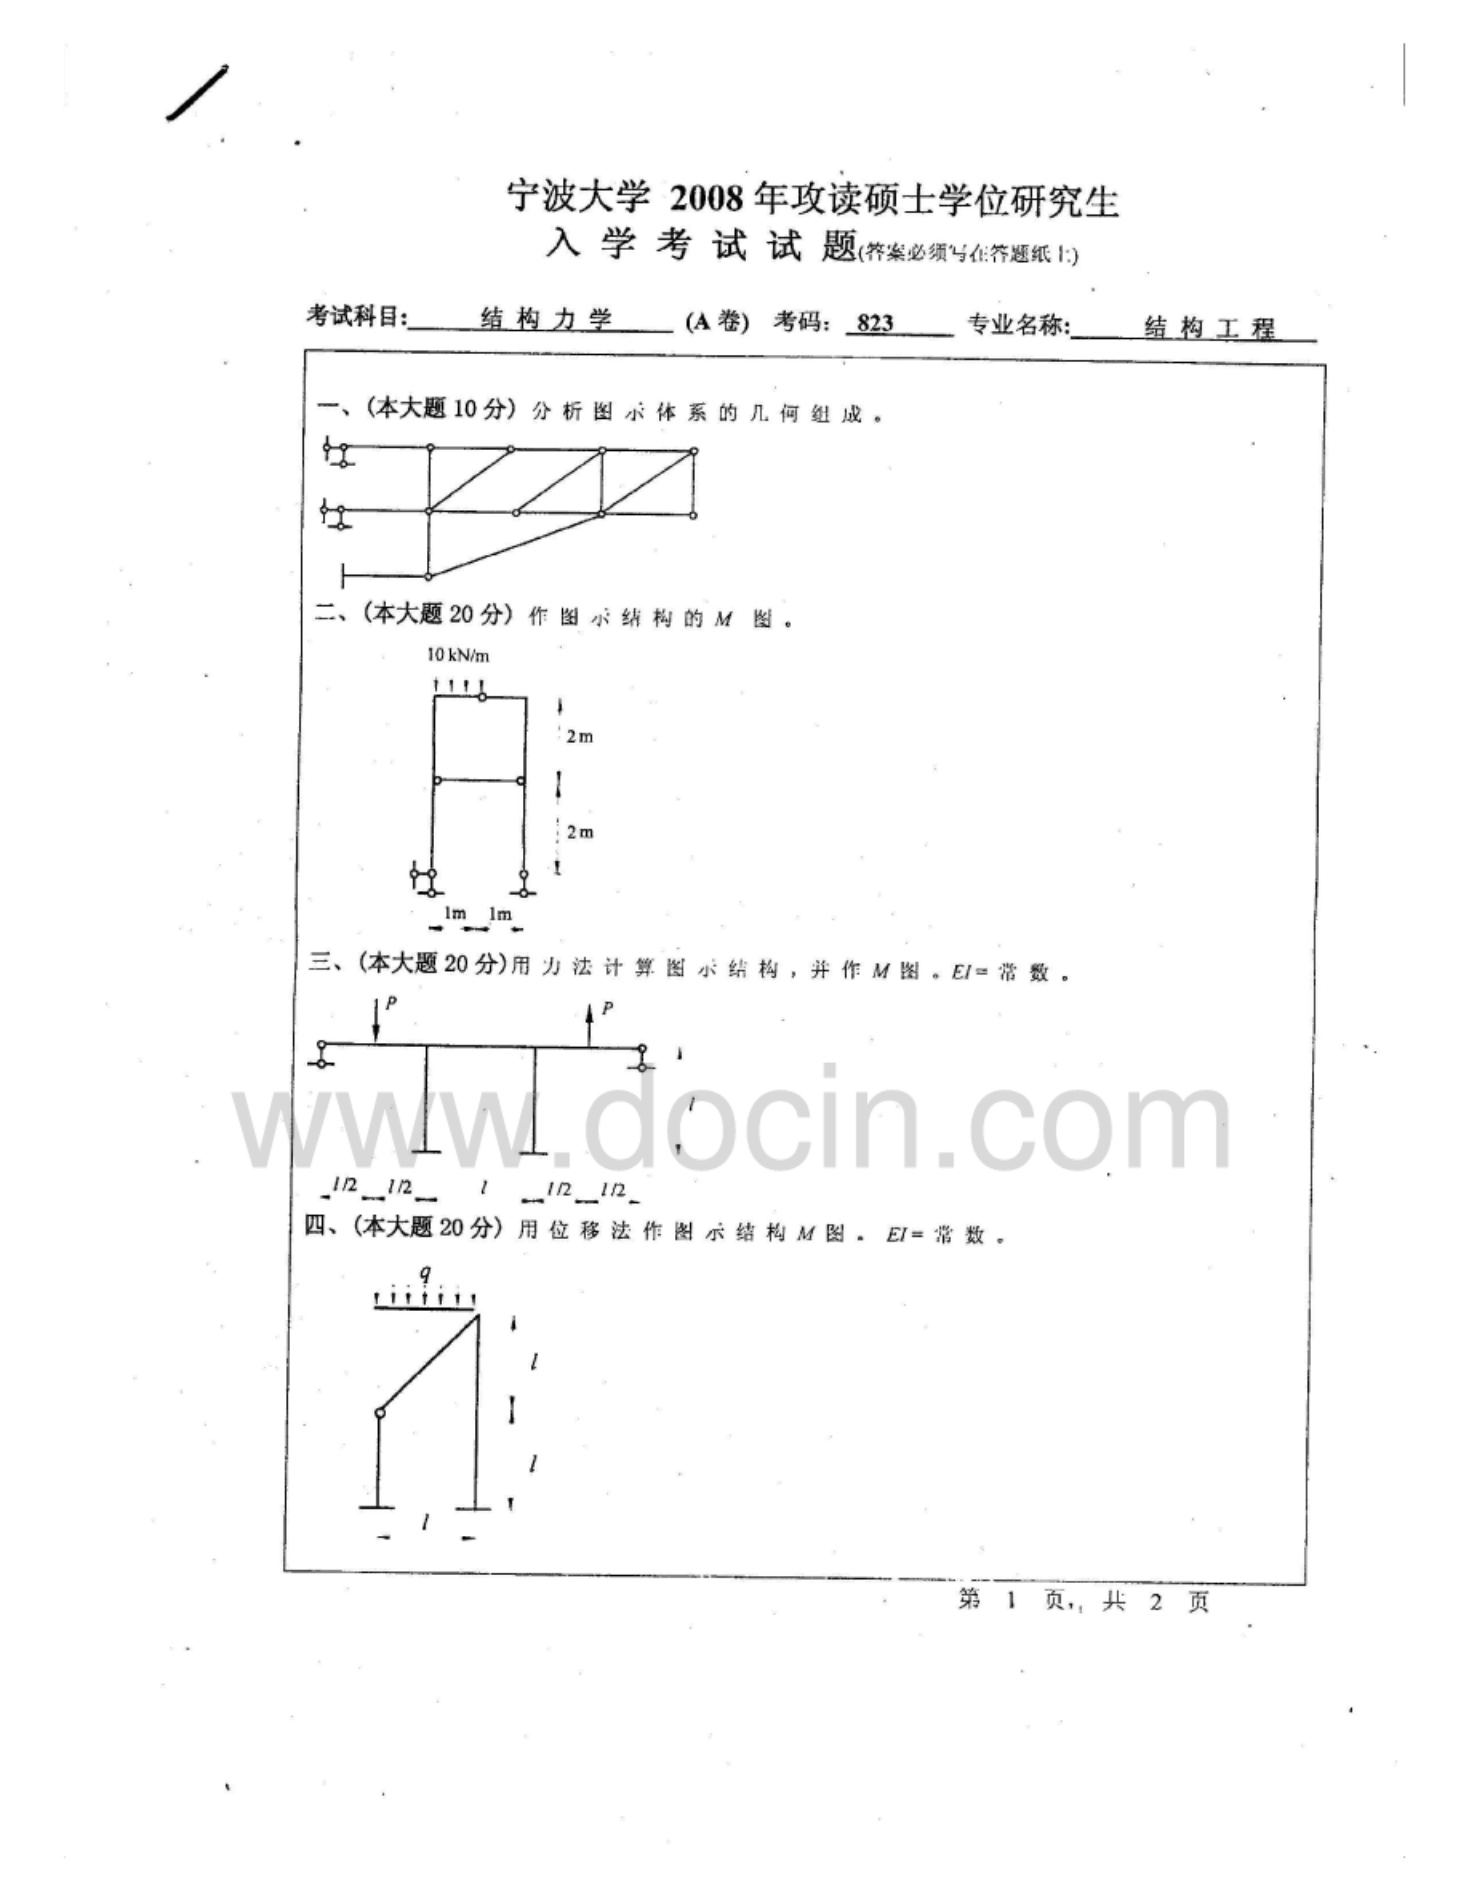 宁波大学 2008 年攻读硕士学位研究生
入 学 考 试 试 题(答案必须写在答题纸上)
考试科目: 结 构 力 学 (A 卷) 考码: 823 专业名称: 结 构 工 程
一、(本大题 10 分) 分 析 图 示 体 系 的 几 何 组 成 。
二、(本大题 20 分) 作 图 示 结 构 的 M 图 。
10 kN/m
2m
2m
1m 1m
三、(本大题 20 分)用 力 法 计 算 图 示 结 构 , 并 作 M 图 。EI= 常 数 。
P P
l
l/2 l/2 l l/2 l/2
四、(本大题 20 分) 用 位 移 法 作 图 示 结 构 M 图 。 EI= 常 数 。
q
l
l
l
第 1 页, 共 2 页
www.docin.com